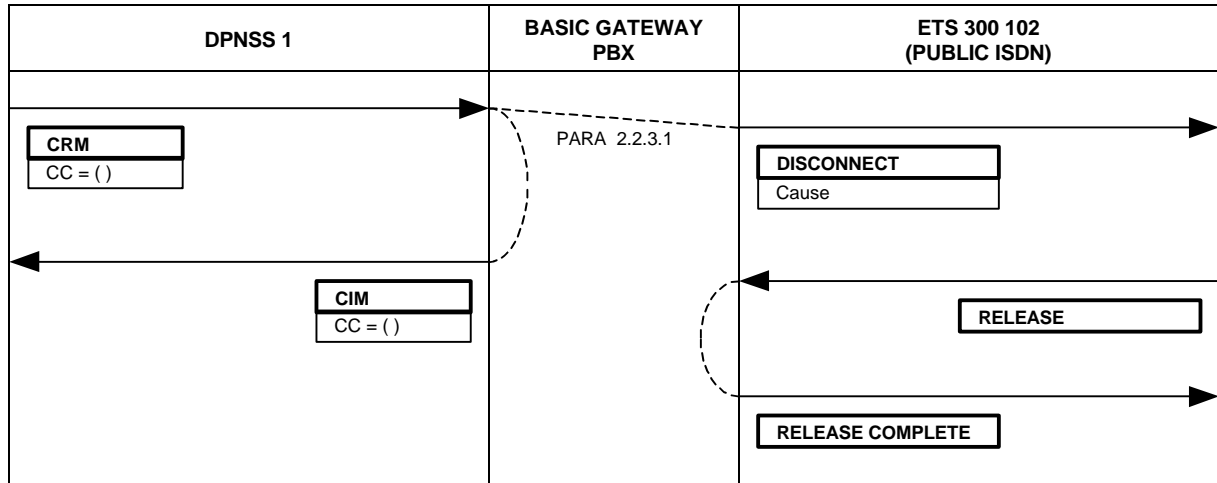 DPNSS 1
BASIC GATEWAY
PBX
ETS 300 102
(PUBLIC ISDN)
PARA 2.2.3.1
CRM
CC = ( )
DISCONNECT
Cause
CIM
CC = ( )
RELEASE
RELEASE COMPLETE